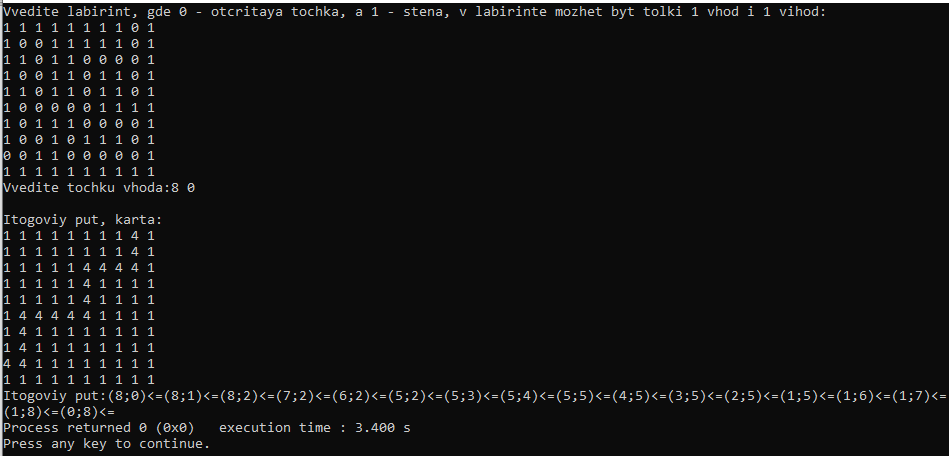 Vvedite labirint, gde 0 - otcritaya tochka, a 1 - stena, v labirinte mozhet byt tolki 1 vhod i 1 vihod:
1 1 1 1 1 1 1 1 0 1
1 0 0 1 1 1 1 1 0 1
1 1 0 1 1 0 0 0 0 1
1 0 0 1 1 0 1 1 0 1
1 1 0 1 1 0 1 1 0 1
1 0 0 0 0 0 1 1 1 1
1 0 1 1 1 0 0 0 0 1
1 0 0 1 0 1 1 1 0 1
0 0 1 1 0 0 0 0 0 1
1 1 1 1 1 1 1 1 1 1
Vvedite tochku vhoda:8 0
Itogoviy put, karta:
1 1 1 1 1 1 1 1 4 1
1 1 1 1 1 1 1 1 4 1
1 1 1 1 1 4 4 4 4 1
1 1 1 1 1 4 1 1 1 1
1 1 1 1 1 4 1 1 1 1
1 4 4 4 4 4 1 1 1 1
1 4 1 1 1 1 1 1 1 1
1 4 1 1 1 1 1 1 1 1
4 4 1 1 1 1 1 1 1 1
1 1 1 1 1 1 1 1 1 1
Itogoviy put:(8;0)<=(8;1)<=(8;2)<=(7;2)<=(6;2)<=(5;2)<=(5;3)<=(5;4)<=(5;5)<=(4;5)<=(3;5)<=(2;5)<=(1;5)<=(1;6)<=(1;7)<=
(1;8)<=(0;8)<=
Process returned 0 (0x0)   execution time : 3.400 s
Press any key to continue.